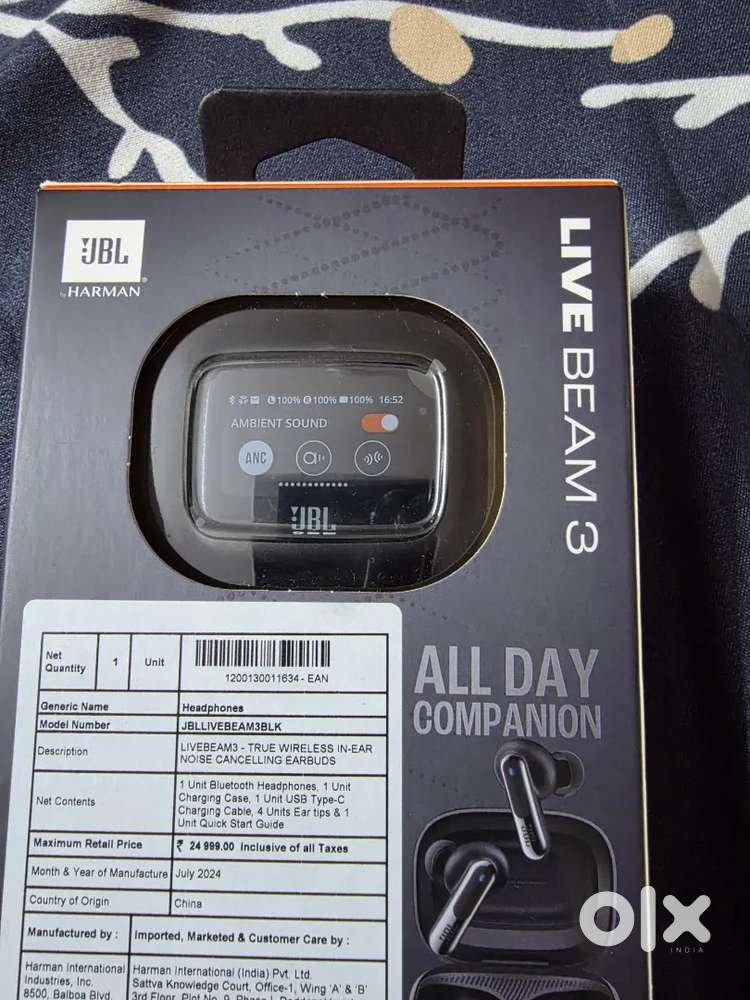 JBL
by HARMAN
LIVE BEAM 3
100% 100% 100% 16:52
AMBIENT SOUND
ANC
JBL
Net Quantity 1 Unit
1200130011634 - EAN
Generic Name Headphones
Model Number JBLLIVEBEAM3BLK
Description LIVEBEAM3 - TRUE WIRELESS IN-EAR
NOISE CANCELLING EARBUDS
Net Contents 1 Unit Bluetooth Headphones, 1 Unit
Charging Case, 1 Unit USB Type-C
Charging Cable, 4 Units Ear tips & 1
Unit Quick Start Guide
Maximum Retail Price ₹ 24 999.00 Inclusive of all Taxes
Month & Year of Manufacture July 2024
Country of Origin China
Manufactured by :
Harman International
Industries, Inc.
8500, Balboa Blvd.
Imported, Marketed & Customer Care by :
Harman International (India) Pvt. Ltd.
Sattva Knowledge Court, Office-1, Wing 'A' & 'B'
3rd Floor, Plot No. 9, Phase I,
ALL DAY
COMPANION
JBL
JBL
olx
INDIA